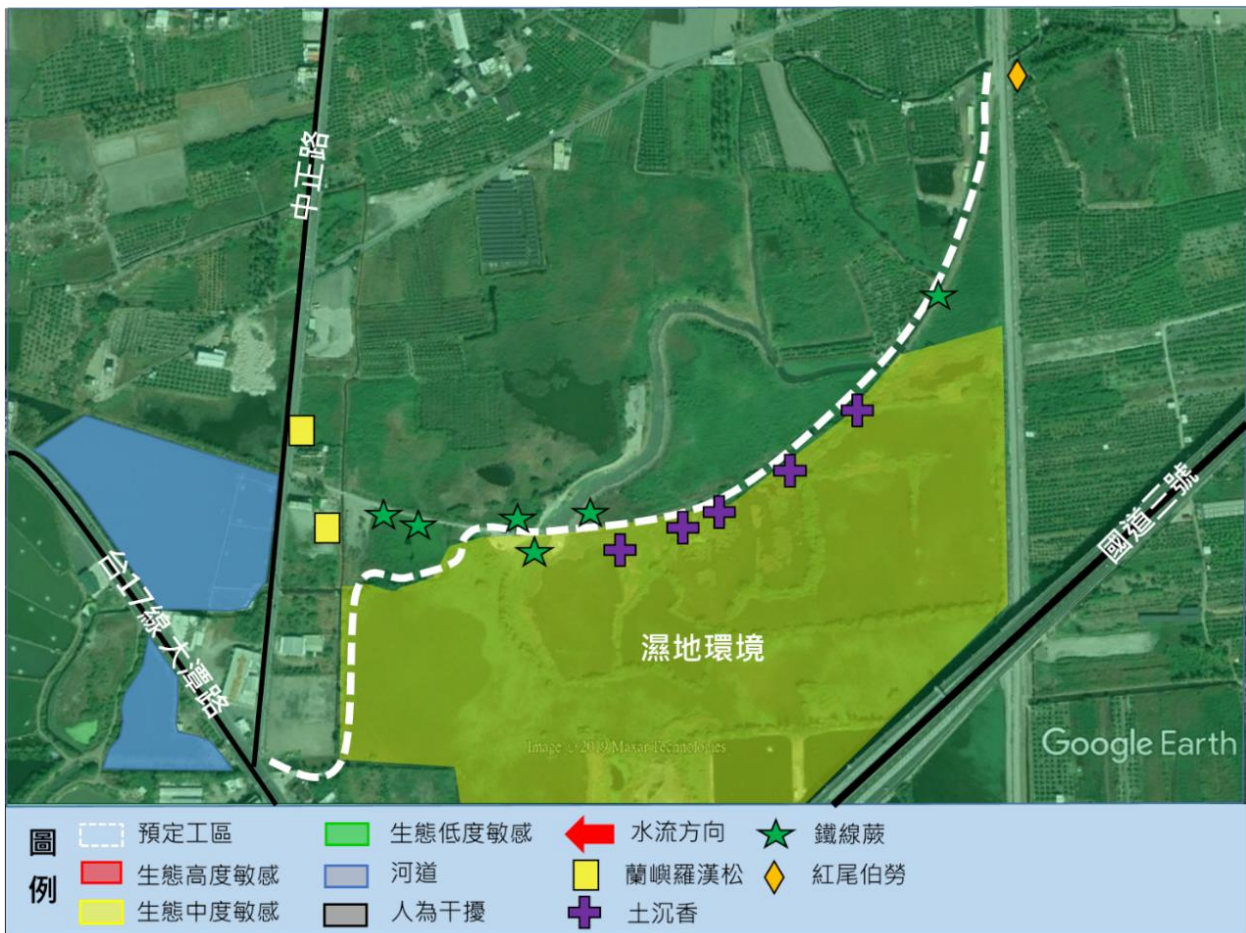 中正路
台17線 大潭路
國道三號
濕地環境
Image © 2019 Maxar Technologies
Google Earth
圖例
預定工區
生態低度敏感
水流方向
鐵線蕨
生態高度敏感
河道
蘭嶼羅漢松
紅尾伯勞
生態中度敏感
人為干擾
土沉香